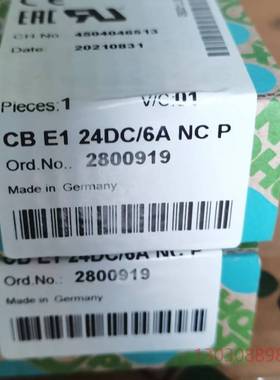 EAC
Ch No. 4504046513
Date: 20210831
Pieces: 1 V/C:01
CB E1 24DC/6A NC P
Ord.No.: 2800919
Made in Germany
CB E1 24DC/6A NC P
Ord.No.: 2800919
Made in Germany